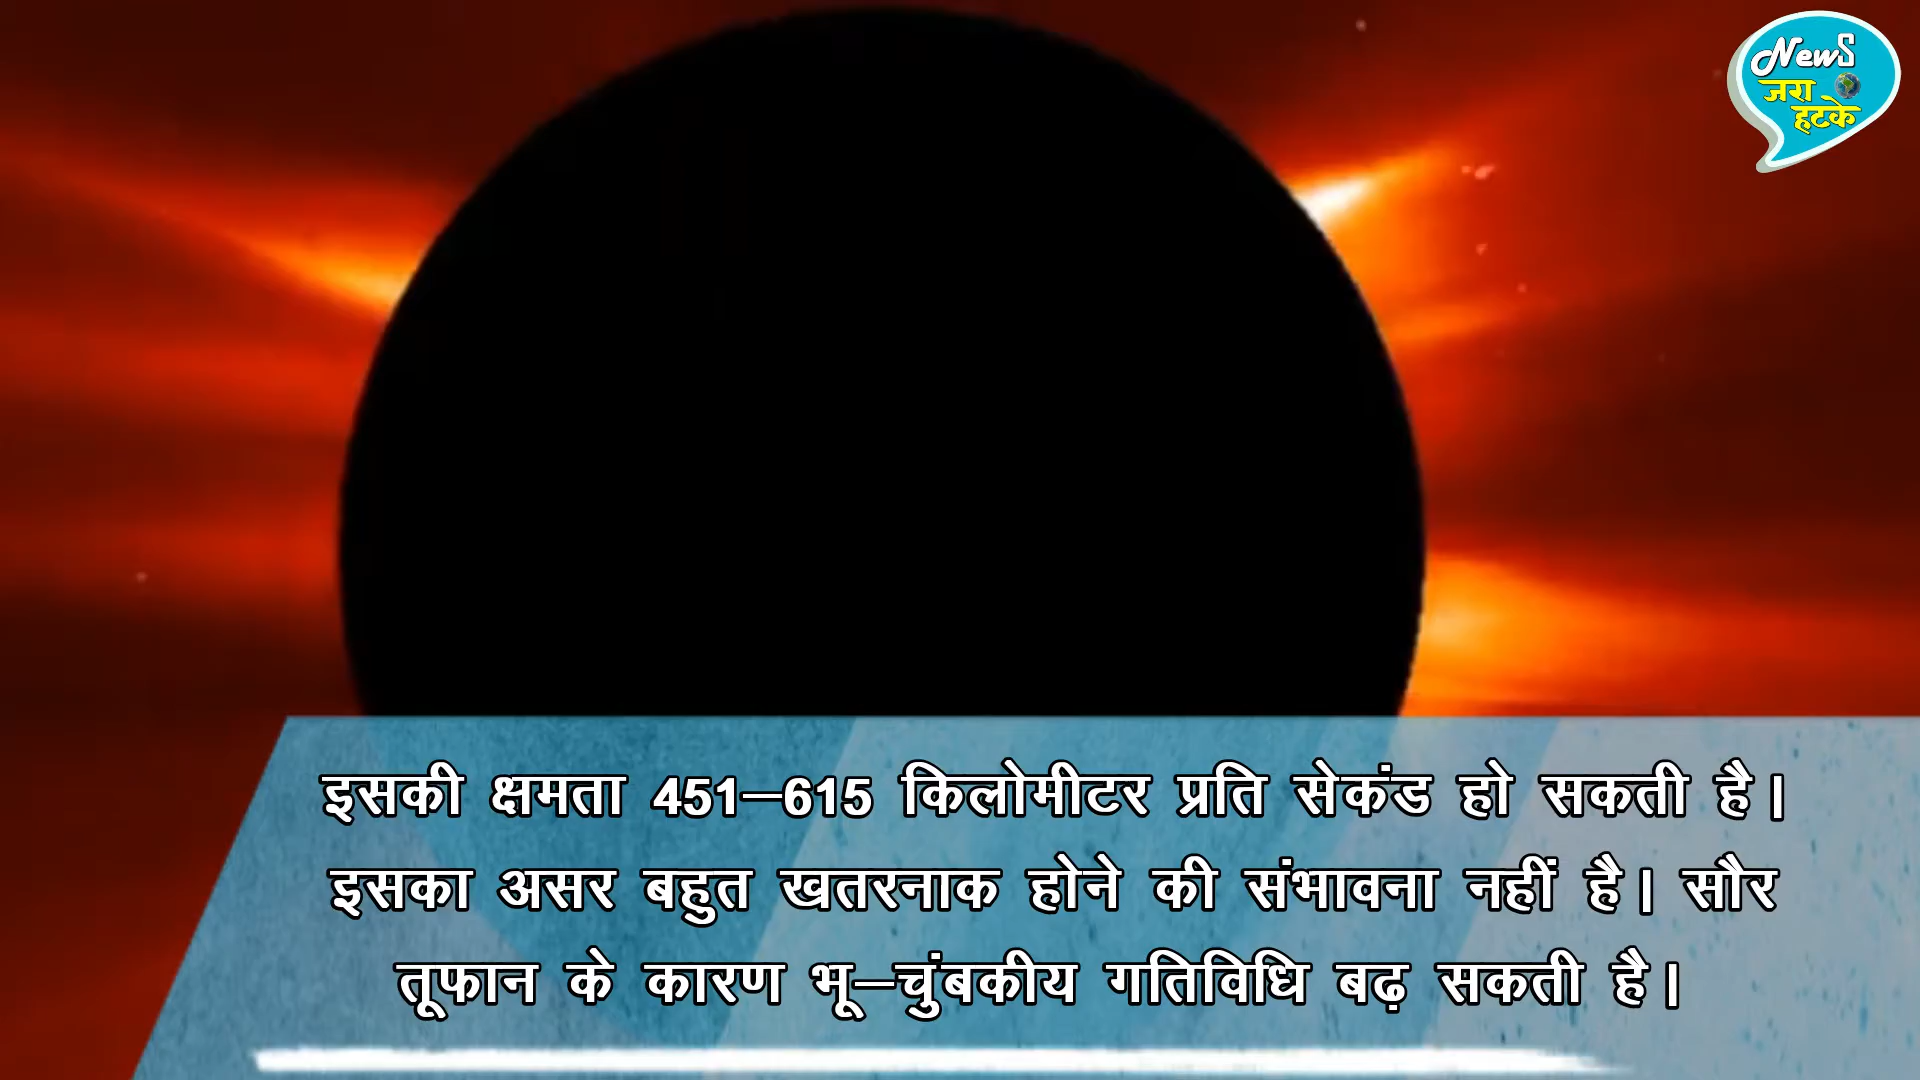 NewS
जरा
हटके
इसकी क्षमता 451–615 किलोमीटर प्रति सेकंड हो सकती है।
इसका असर बहुत खतरनाक होने की संभावना नहीं है। सौर
तूफान के कारण भू–चुंबकीय गतिविधि बढ़ सकती है।